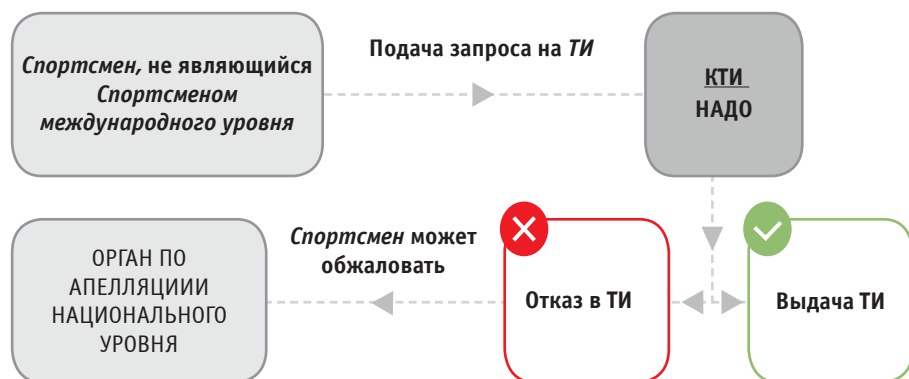 Спортсмен, не являющийся
Спортсменом
международного уровня
Подача запроса на ТИ
КТИ
НАДО
ОРГАН ПО
АПЕЛЛЯЦИИИ
НАЦИОНАЛЬНОГО
УРОВНЯ
Спортсмен может
обжаловать
Отказ в ТИ
Выдача ТИ